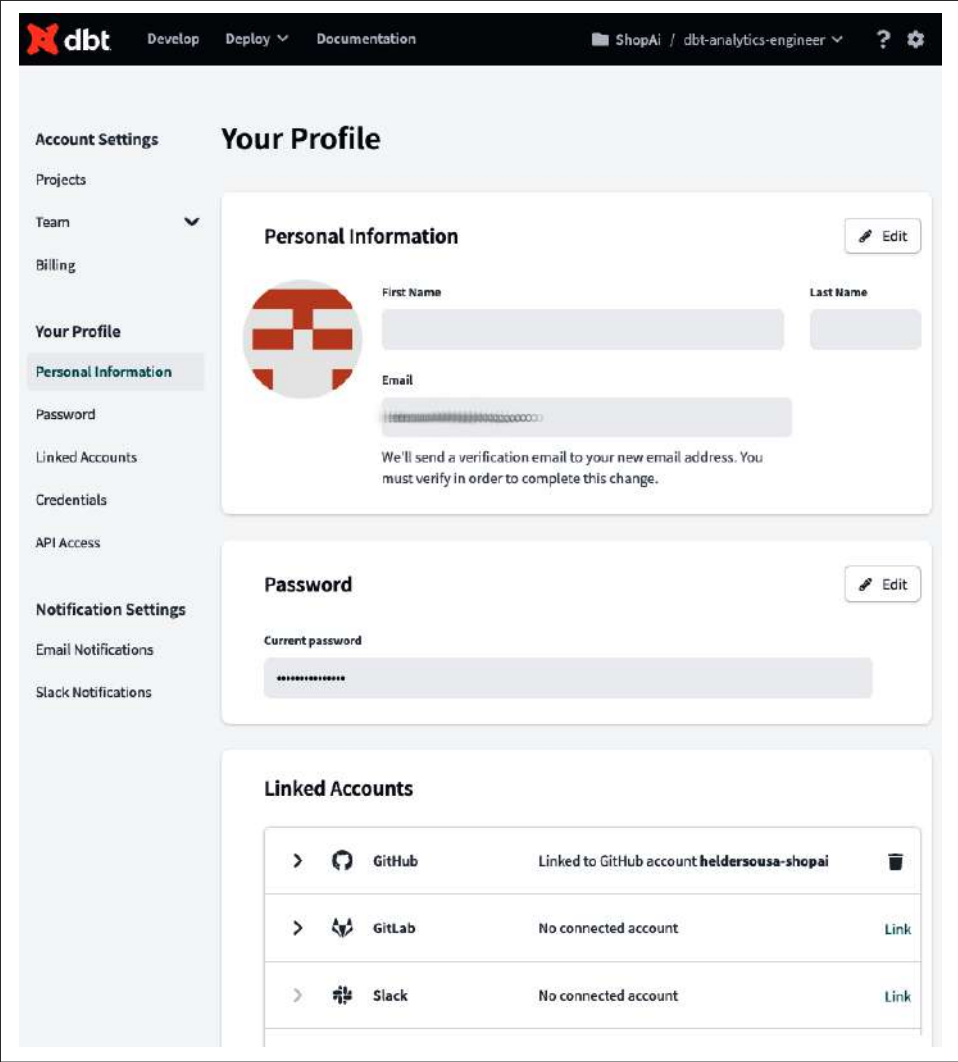 dbt Develop Deploy Documentation ShopAi / dbt-analytics-engineer ?
Account Settings
Projects
Team
Billing
Your Profile
Personal Information
Password
Linked Accounts
Credentials
API Access
Notification Settings
Email Notifications
Slack Notifications
Your Profile
Personal Information Edit
First Name Last Name
Email
We'll send a verification email to your new email address. You
must verify in order to complete this change.
Password Edit
Current password
•••••••••••••••
Linked Accounts
GitHub Linked to GitHub account heldersousa-shopai
GitLab No connected account Link
Slack No connected account Link